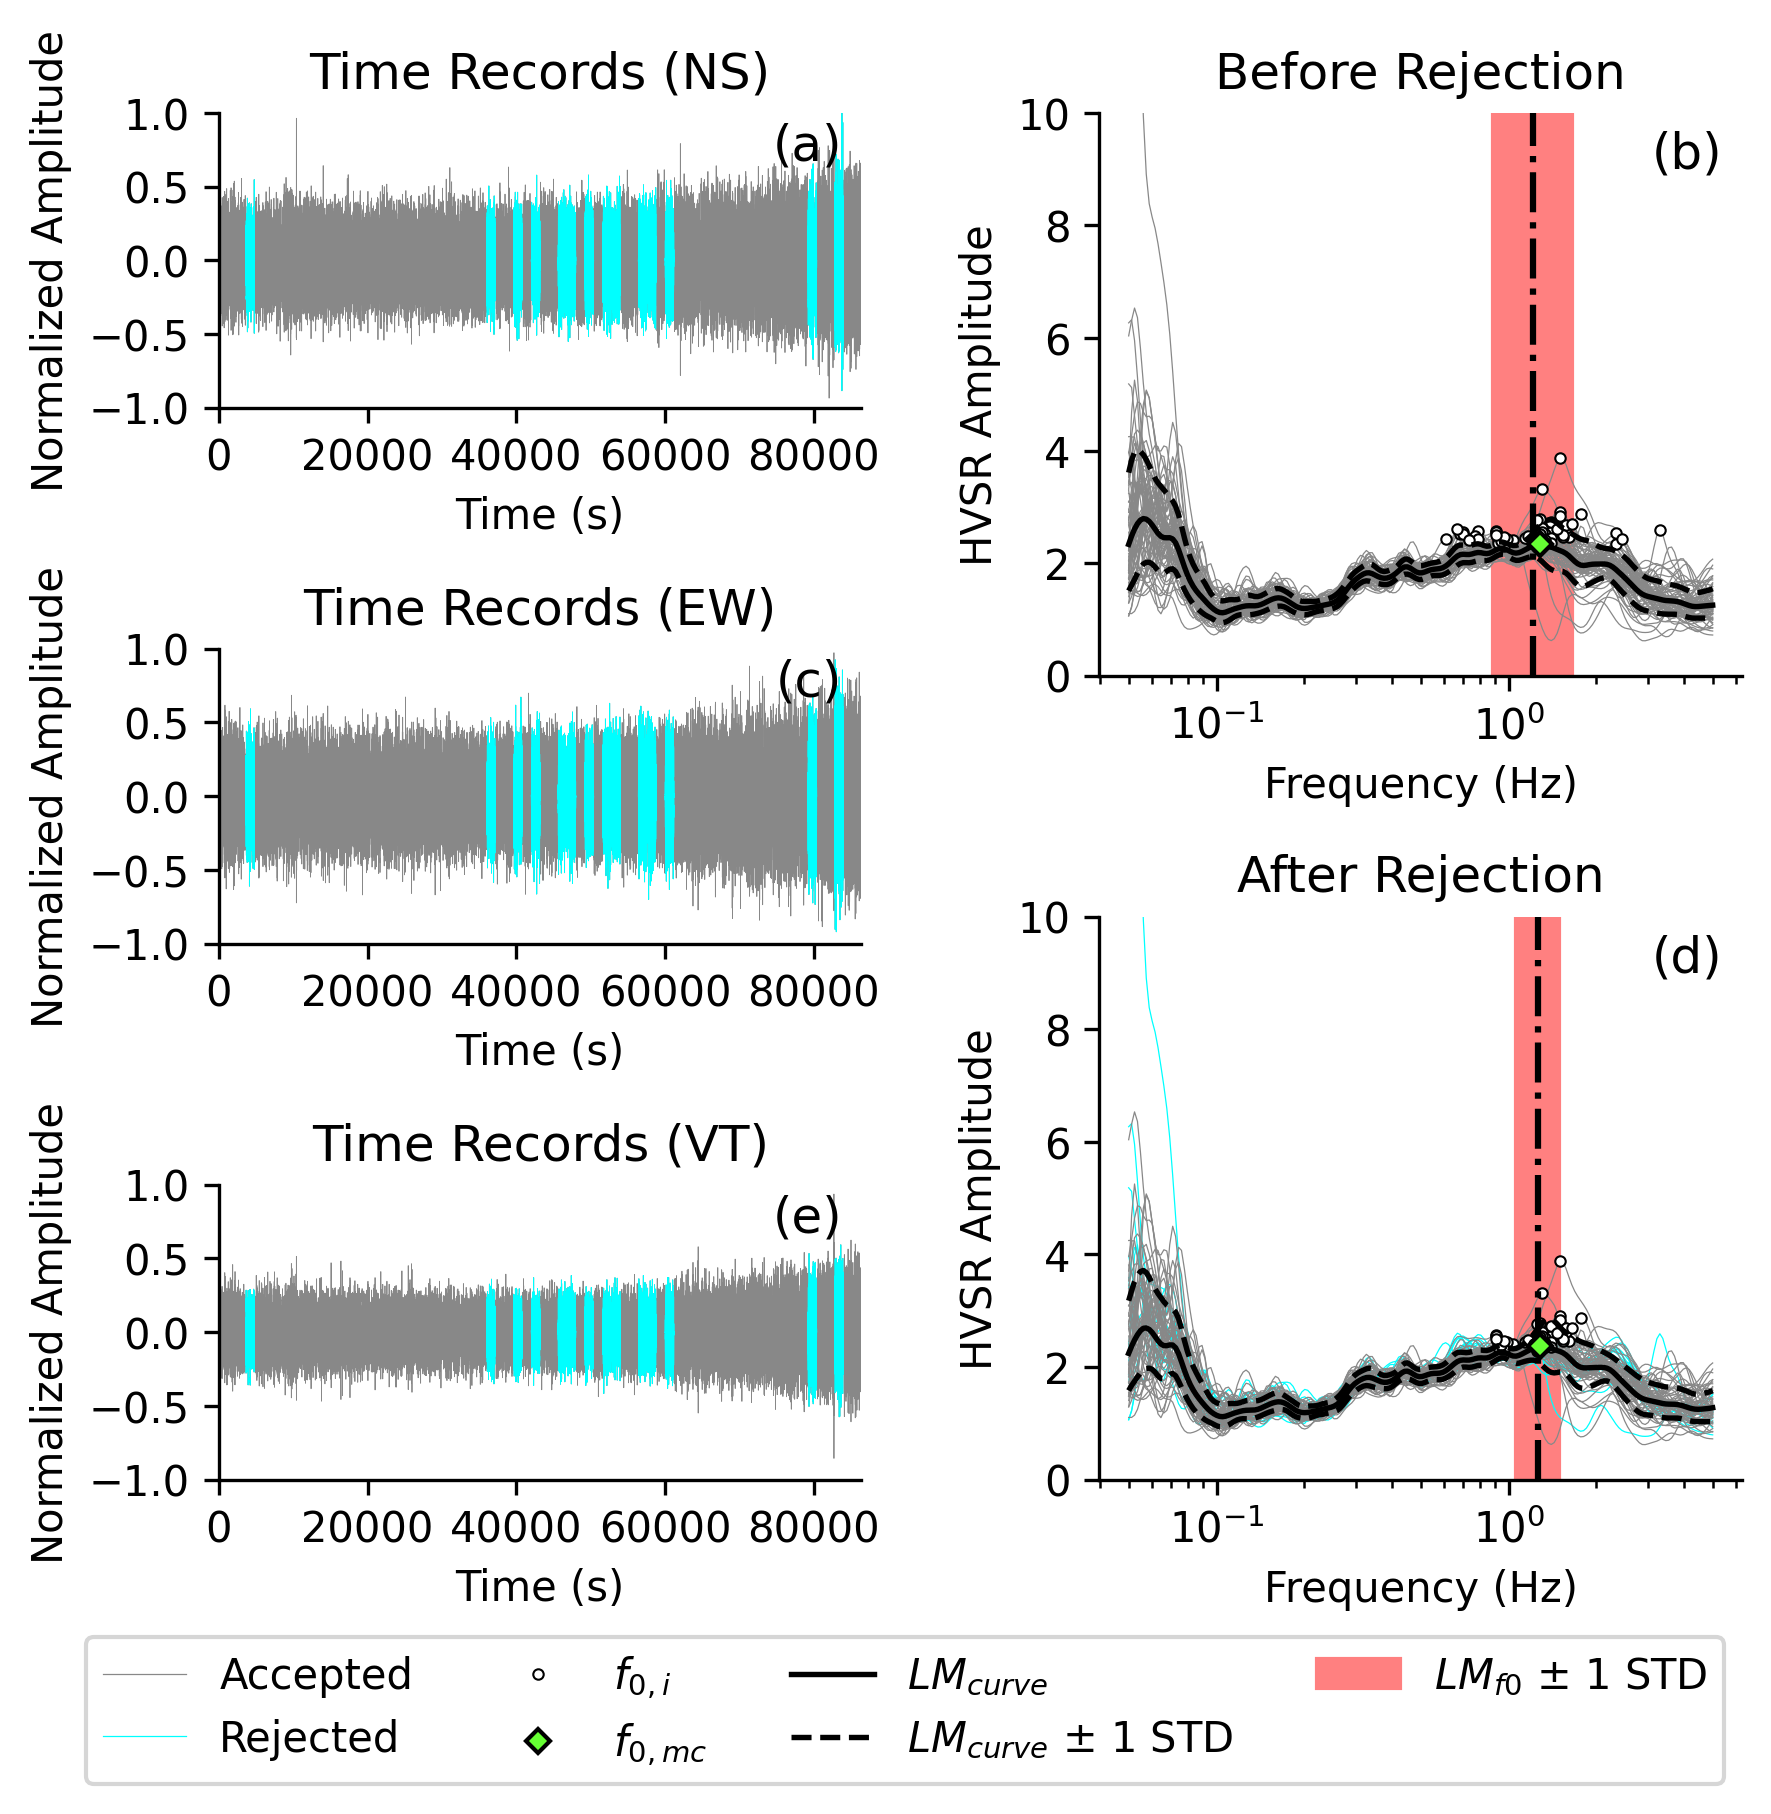 Time Records (NS)
Normalized Amplitude
1.0
0.5
0.0
−0.5
−1.0
(a)
0 20000 40000 60000 80000
Time (s)
Before Rejection
HVSR Amplitude
10
8
6
4
2
0
(b)
10⁻¹ 10⁰
Frequency (Hz)
Time Records (EW)
Normalized Amplitude
1.0
0.5
0.0
−0.5
−1.0
(c)
0 20000 40000 60000 80000
Time (s)
After Rejection
HVSR Amplitude
10
8
6
4
2
0
(d)
10⁻¹ 10⁰
Frequency (Hz)
Time Records (VT)
Normalized Amplitude
1.0
0.5
0.0
−0.5
−1.0
(e)
0 20000 40000 60000 80000
Time (s)
Accepted
Rejected
f0,i
f0,mc
LMcurve
LMcurve ± 1 STD
LMf0 ± 1 STD